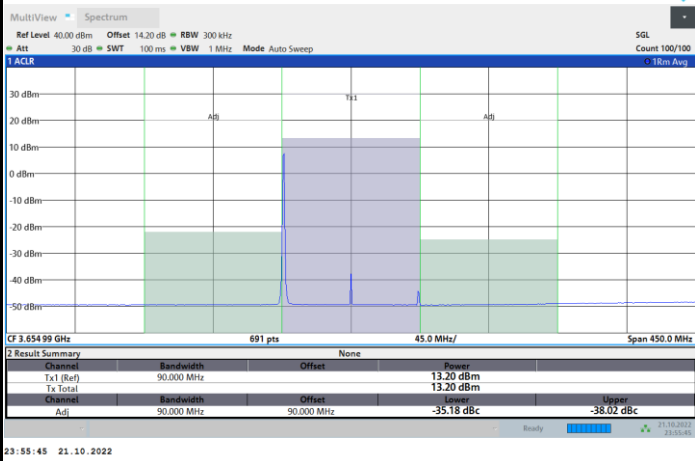 MultiView Spectrum
Ref Level 40.00 dBm Offset 14.20 dB RBW 300 kHz SGL
Att 30 dB SWT 100 ms VBW 1 MHz Mode Auto Sweep Count 100/100
1 ACLR 1Rm Avg
30 dBm
Tx1
20 dBm
Adj Adj
10 dBm
0 dBm
-10 dBm
-20 dBm
-30 dBm
-40 dBm
-50 dBm
CF 3.654 99 GHz 691 pts 45.0 MHz/ Span 450.0 MHz
2 Result Summary None
Channel Bandwidth Offset Power
Tx1 (Ref) 90.000 MHz 13.20 dBm
Tx Total 13.20 dBm
Channel Bandwidth Offset Lower Upper
Adj 90.000 MHz 90.000 MHz -35.18 dBc -38.02 dBc
Ready 21.10.2022
23:55:45
23:55:45 21.10.2022